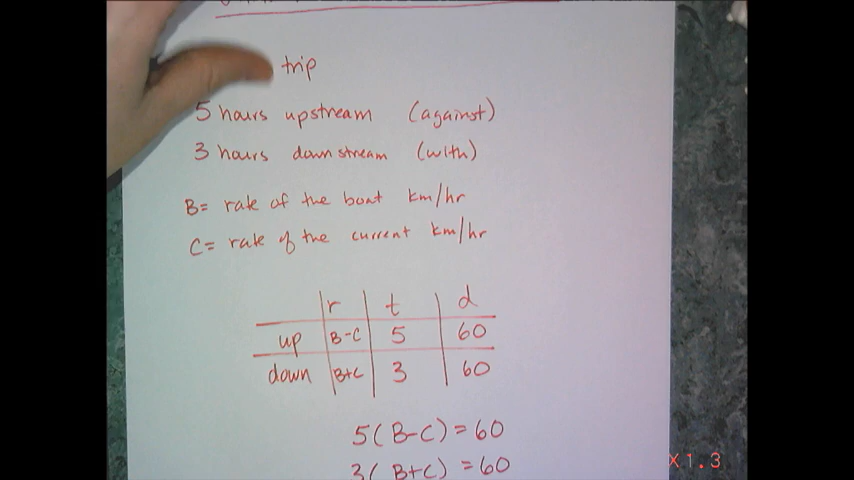 trip
5 hours upstream (against)
3 hours downstream (with)
B= rate of the boat km/hr
C= rate of the current km/hr
r t d
up B-C 5 60
down B+C 3 60
5(B-C)=60
3(B+C)=60
X1.3